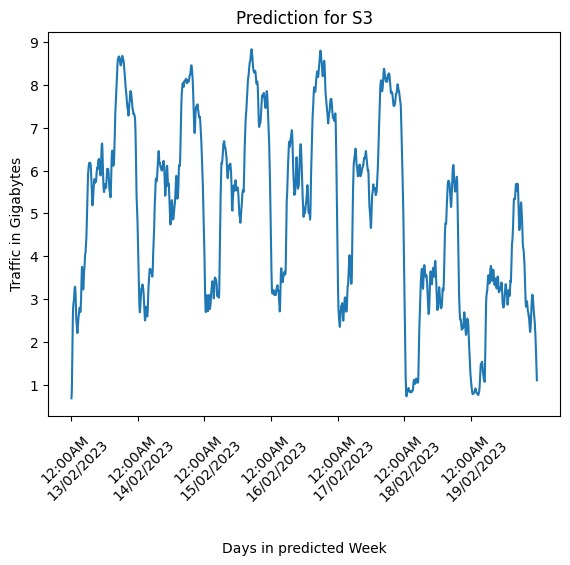 Prediction for S3
Traffic in Gigabytes
9
8
7
6
5
4
3
2
1
12:00AM
13/02/2023
12:00AM
14/02/2023
12:00AM
15/02/2023
12:00AM
16/02/2023
12:00AM
17/02/2023
12:00AM
18/02/2023
12:00AM
19/02/2023
Days in predicted Week